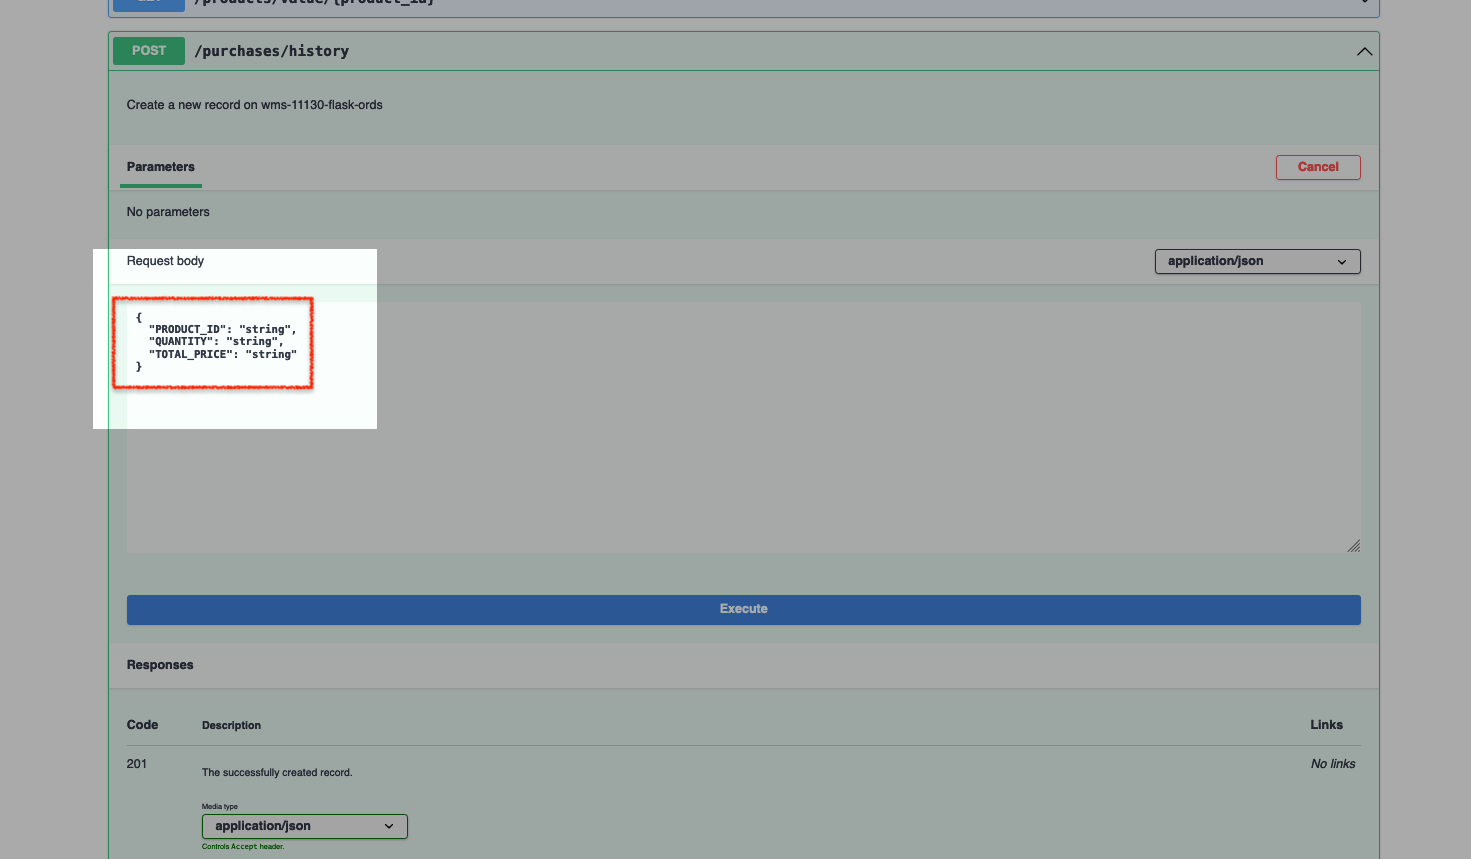 GET /products/value/{product_id}
POST /purchases/history
Create a new record on wms-11130-flask-ords
Parameters
Cancel
No parameters
Request body
application/json
{
"PRODUCT_ID": "string",
"QUANTITY": "string",
"TOTAL_PRICE": "string"
}
Execute
Responses
Code Description Links
201 The successfully created record. No links
Media type
application/json
Controls Accept header.